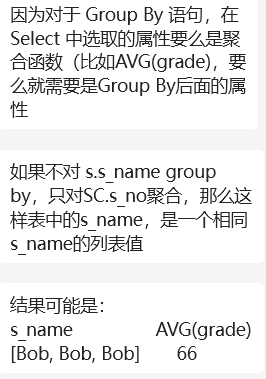 因为对于 Group By 语句，在
Select 中选取的属性要么是聚
合函数（比如AVG(grade)，要
么就需要是Group By后面的属
性
如果不对 s.s_name group
by，只对SC.s_no聚合，那么这
样表中的s_name，是一个相同
s_name的列表值
结果可能是：
s_name AVG(grade)
[Bob, Bob, Bob] 66